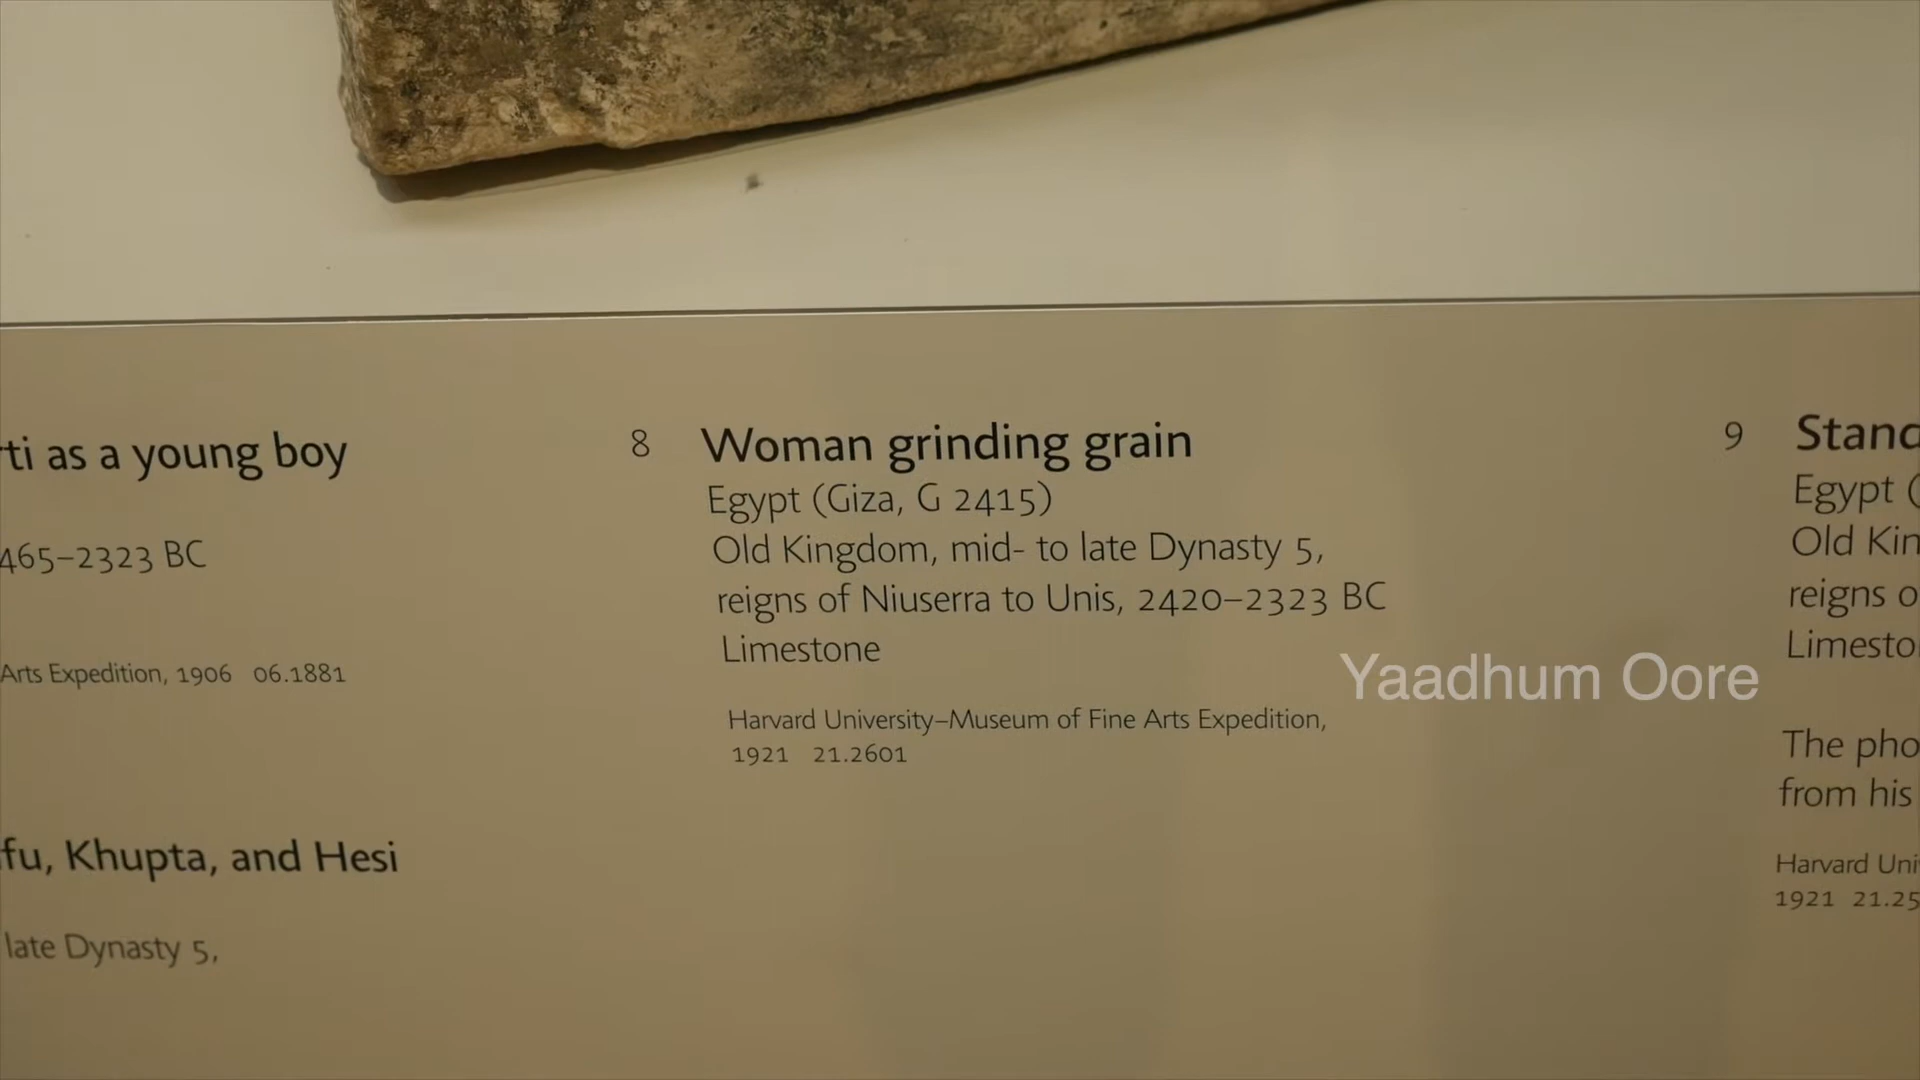 ti as a young boy
465–2323 BC
Arts Expedition, 1906 06.1881
fu, Khupta, and Hesi
late Dynasty 5,
8 Woman grinding grain
Egypt (Giza, G 2415)
Old Kingdom, mid- to late Dynasty 5,
reigns of Niuserra to Unis, 2420–2323 BC
Limestone
Harvard University–Museum of Fine Arts Expedition,
1921 21.2601
Yaadhum Oore
9 Stand
Egypt (
Old Kin
reigns o
Limesto
The pho
from his
Harvard Uni
1921 21.25